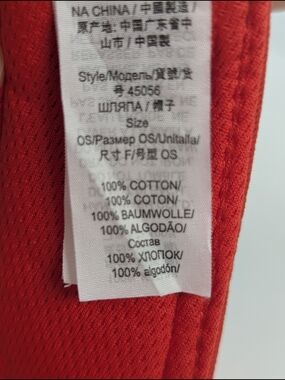 NA CHINA / 中國製造 /
原产地: 中国广东省中
山市 / 中国製
Style/Модель/貨號/货
号 45056
ШЛЯПА / 帽子
Size
OS/Размер OS/Unitalla/
尺寸 F/号型 OS
100% COTTON/
100% COTON/
100% BAUMWOLLE/
100% ALGODÃO/
Состав
100% ХЛОПОК/
100% algodón/